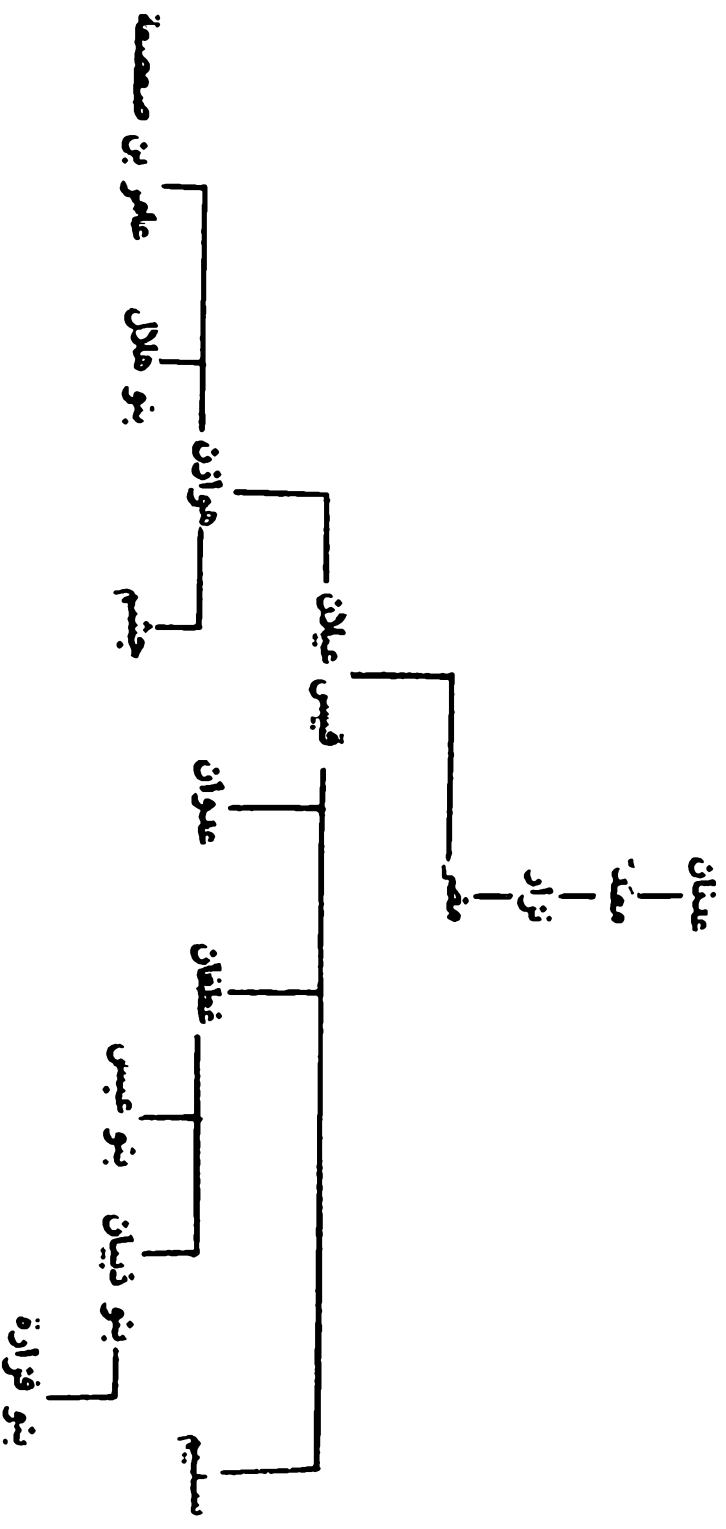 عدنان
معدّ
نزار
مضر
قيس عيلان
هوازن
عدوان
غطفان
سليم
عامر بن صعصعة
بنو هلال
جشم
بنو عبس
بنو ذبيان
بنو فزارة